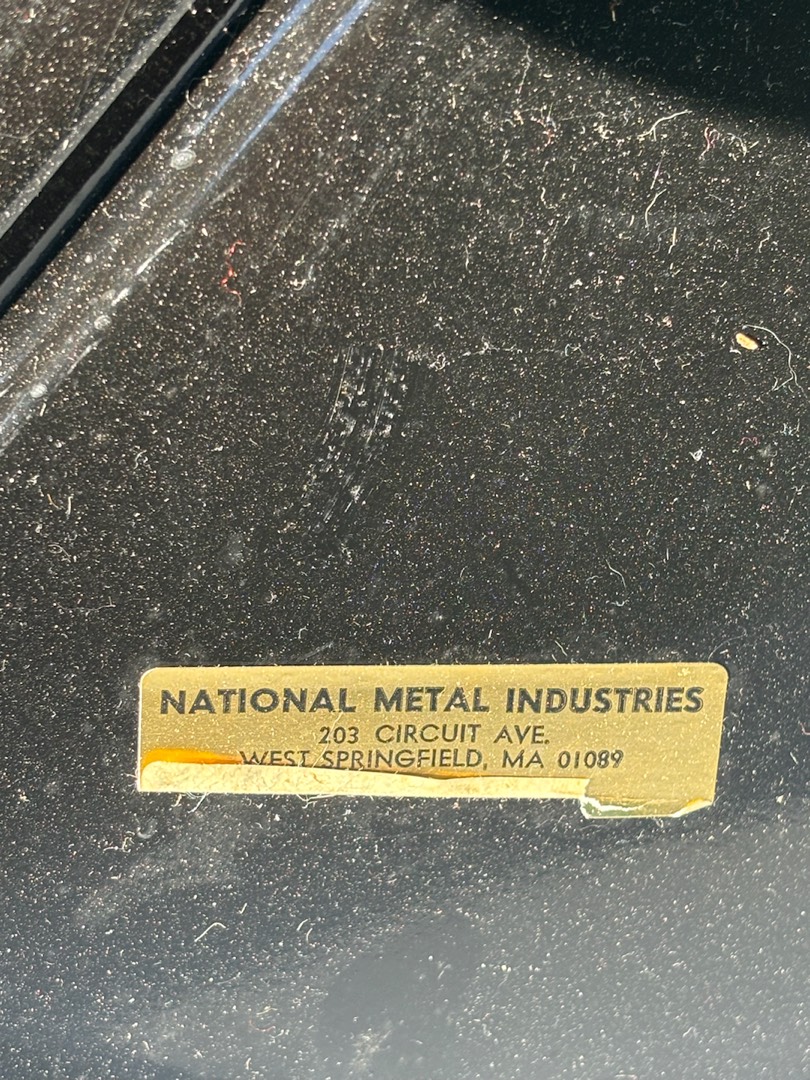 NATIONAL METAL INDUSTRIES
203 CIRCUIT AVE.
WEST SPRINGFIELD, MA 01089